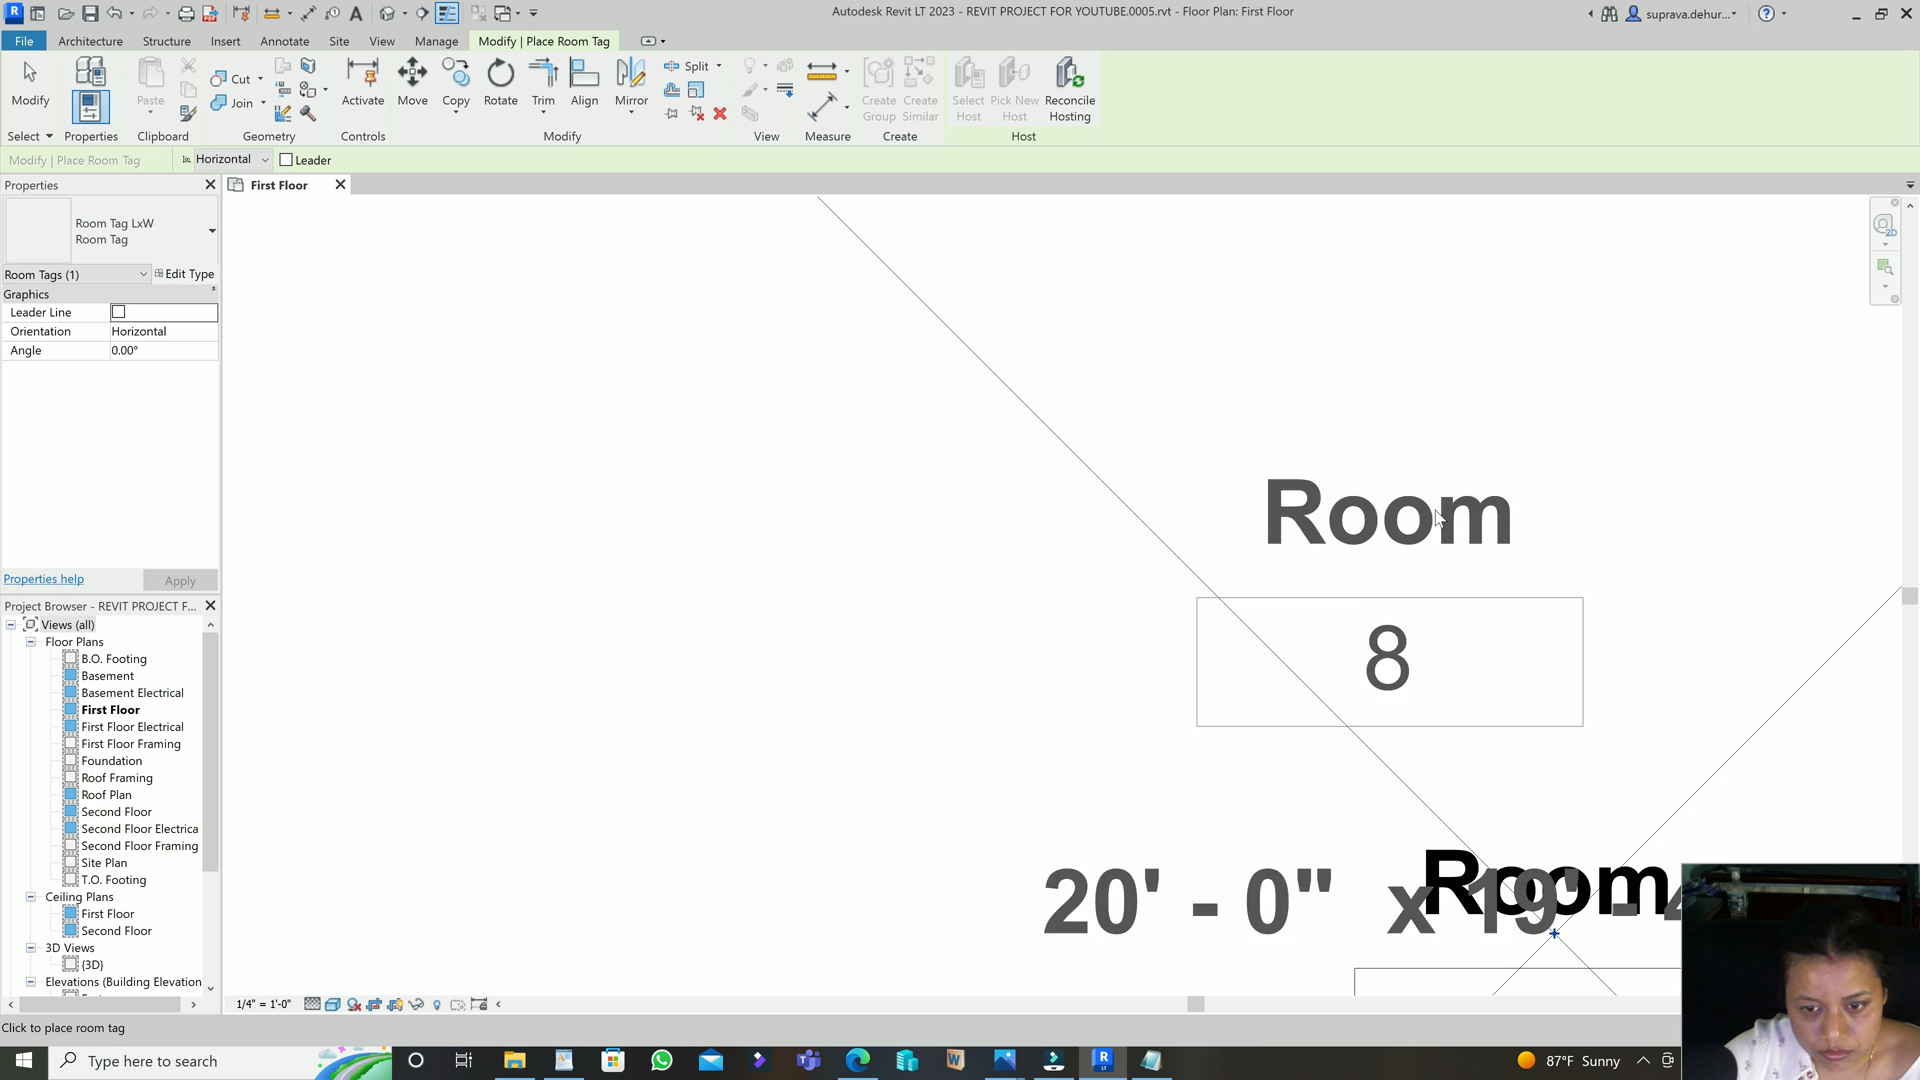 Autodesk Revit LT 2023 - REVIT PROJECT FOR YOUTUBE.0005.rvt - Floor Plan: First Floor
suprava.dehur...
File Architecture Structure Insert Annotate Site View Manage Modify | Place Room Tag
Modify Paste Cut Join Activate Move Copy Rotate Trim Align Mirror Split Create Group Create Similar Select Host Pick New Host Reconcile Hosting
Select Properties Clipboard Geometry Controls Modify View Measure Create Host
Modify | Place Room Tag Horizontal Leader
Properties
First Floor
Room Tag LxW
Room Tag
Room Tags (1) Edit Type
Graphics
Leader Line
Orientation Horizontal
Angle 0.00°
Properties help Apply
Project Browser - REVIT PROJECT F...
Views (all)
Floor Plans
B.O. Footing
Basement
Basement Electrical
First Floor
First Floor Electrical
First Floor Framing
Foundation
Roof Framing
Roof Plan
Second Floor
Second Floor Electrica
Second Floor Framing
Site Plan
T.O. Footing
Ceiling Plans
First Floor
Second Floor
3D Views
{3D}
Elevations (Building Elevation
2D
Room
8
Room
20' - 0" x 19' - 4
1/4" = 1'-0"
Click to place room tag
Type here to search
87°F Sunny